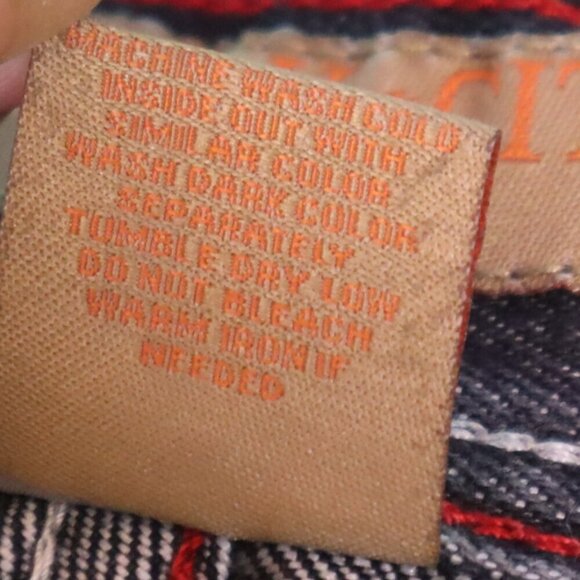 MACHINE WASH COLD
INSIDE OUT WITH
SIMILAR COLOR
WASH DARK COLOR
SEPARATELY
TUMBLE DRY LOW
DO NOT BLEACH
WARM IRON IF
NEEDED